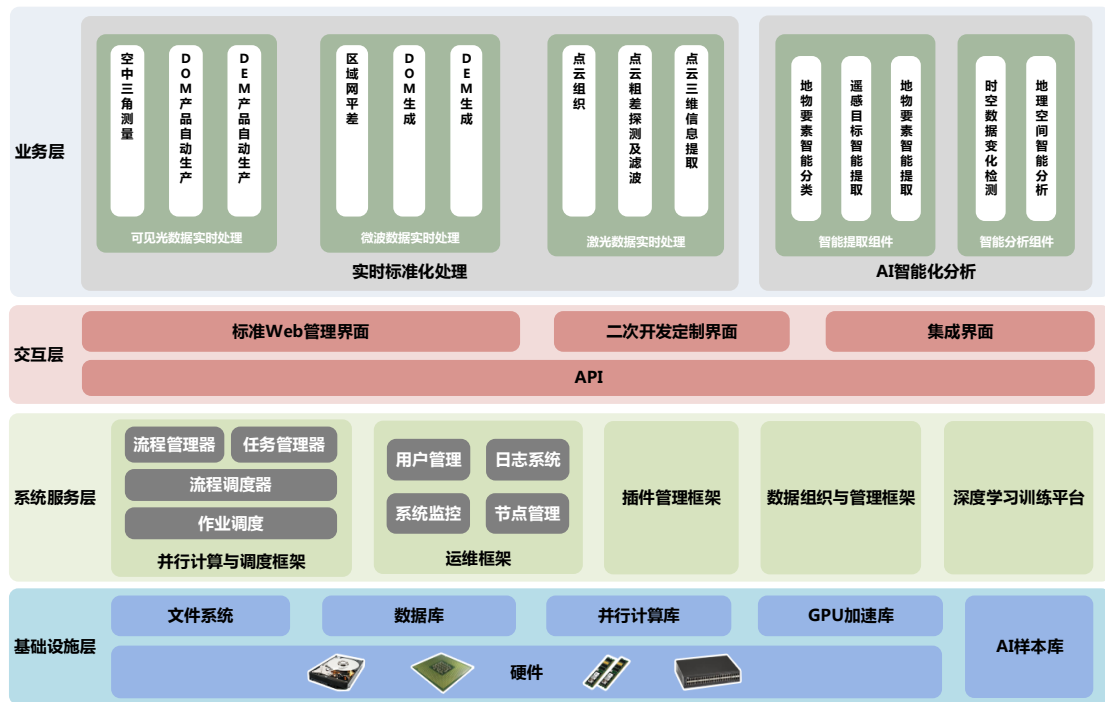 业务层
空中三角测量
DOM产品自动生产
DEM产品自动生产
可见光数据实时处理
区域网平差
DOM生成
DEM生成
微波数据实时处理
点云组织
点云粗差探测及滤波
点云三维信息提取
激光数据实时处理
实时标准化处理
地物要素智能分类
遥感目标智能提取
地物要素智能提取
智能提取组件
时空数据变化检测
地理空间智能分析
智能分析组件
AI智能化分析
交互层
标准Web管理界面
二次开发定制界面
集成界面
API
系统服务层
流程管理器
任务管理器
流程调度器
作业调度
并行计算与调度框架
用户管理
日志系统
系统监控
节点管理
运维框架
插件管理框架
数据组织与管理框架
深度学习训练平台
基础设施层
文件系统
数据库
并行计算库
GPU加速库
硬件
AI样本库